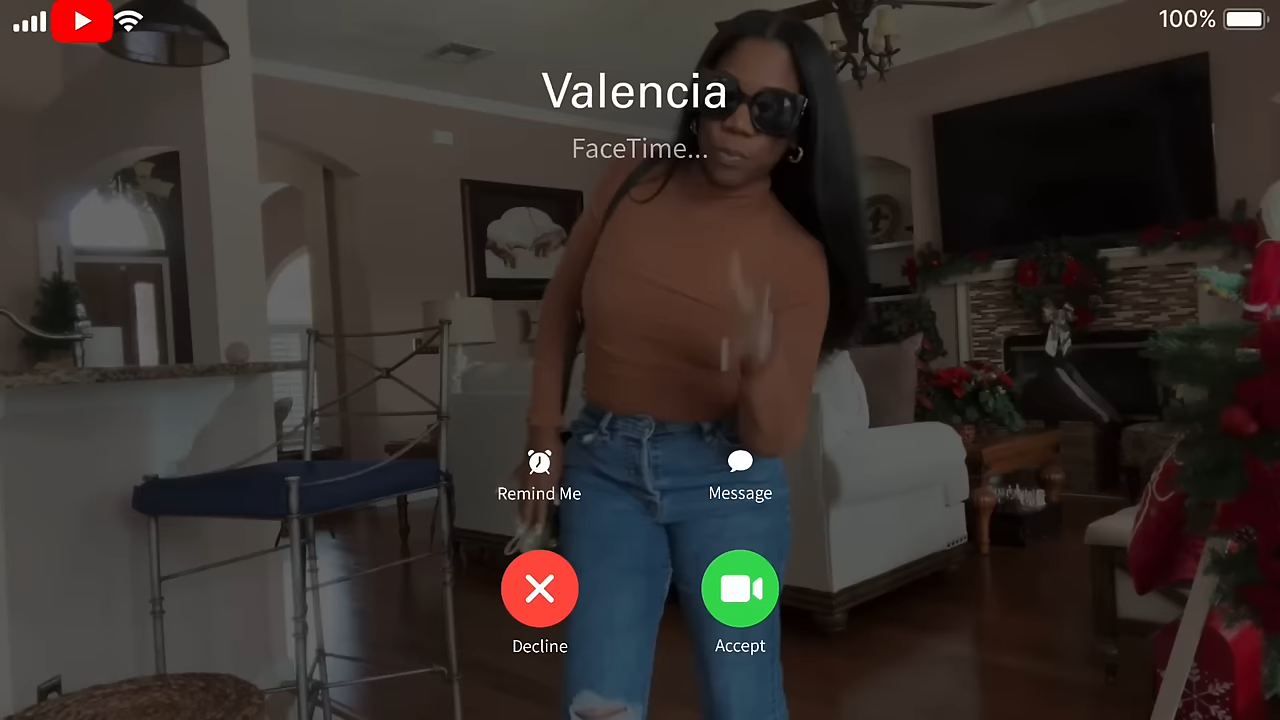 100%
Valencia
FaceTime...
Remind Me
Message
Decline
Accept